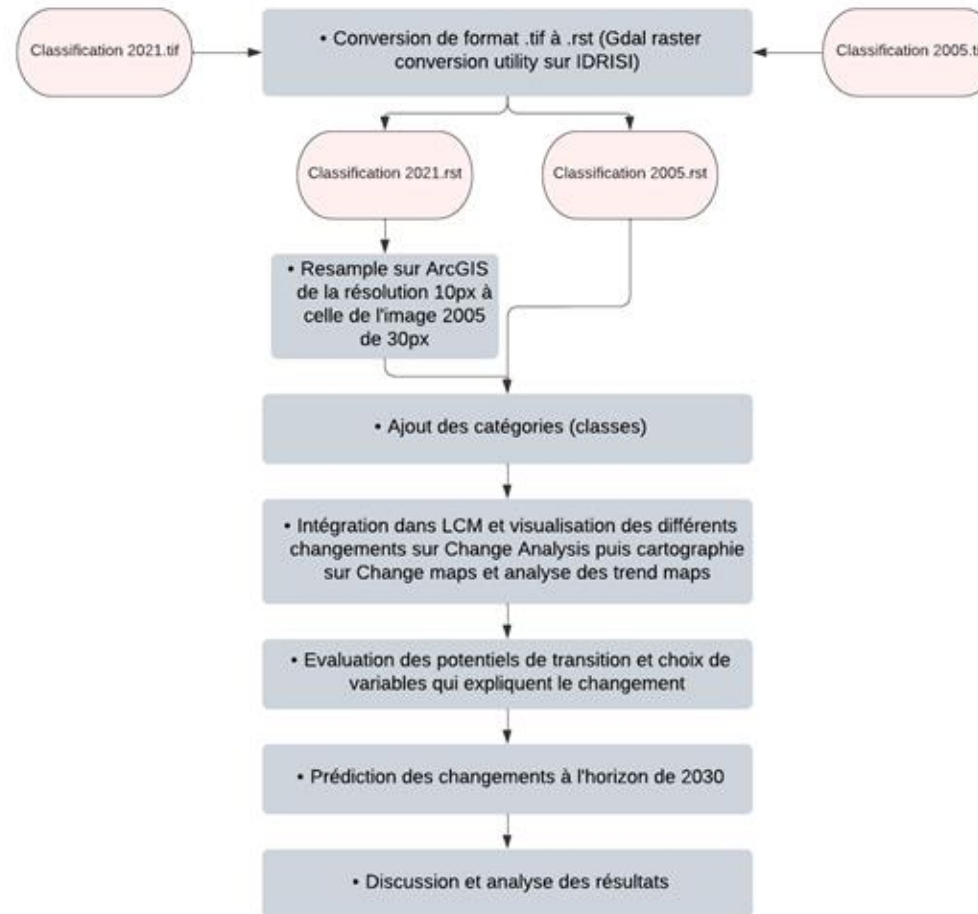 Classification 2021.tif
• Conversion de format .tif à .rst (Gdal raster
conversion utility sur IDRISI)
Classification 2005.ti
Classification 2021.rst
Classification 2005.rst
• Resample sur ArcGIS
de la résolution 10px à
celle de l'image 2005
de 30px
• Ajout des catégories (classes)
• Intégration dans LCM et visualisation des différents
changements sur Change Analysis puis cartographie
sur Change maps et analyse des trend maps
• Evaluation des potentiels de transition et choix de
variables qui expliquent le changement
• Prédiction des changements à l'horizon de 2030
• Discussion et analyse des résultats